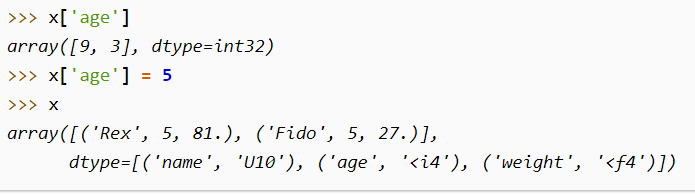 >>> x['age']
array([9, 3], dtype=int32)
>>> x['age'] = 5
>>> x
array([('Rex', 5, 81.), ('Fido', 5, 27.)],
      dtype=[('name', 'U10'), ('age', '<i4'), ('weight', '<f4')])